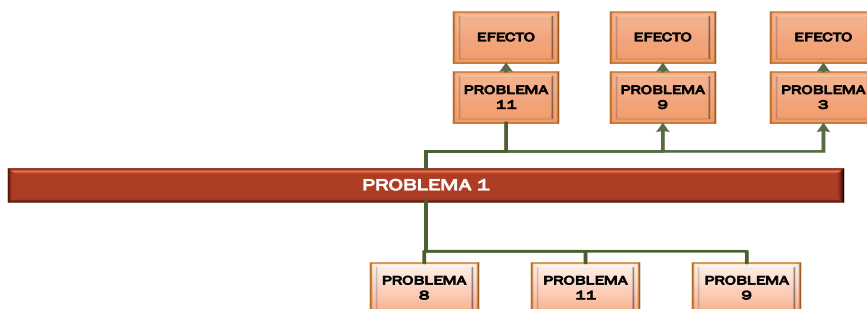 EFECTO
EFECTO
EFECTO
PROBLEMA
11
PROBLEMA
9
PROBLEMA
3
PROBLEMA 1
PROBLEMA
8
PROBLEMA
11
PROBLEMA
9